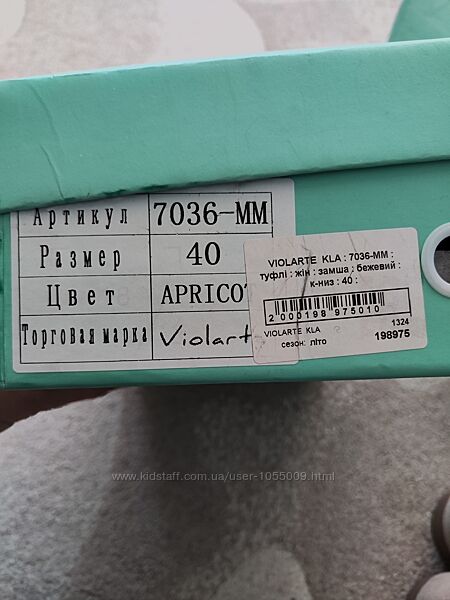 Артикул 7036-MM
Размер 40
Цвет APRICO
Торговая марка Violart
VIOLARTE KLA : 7036-MM :
туфлі : жін : замша : бежевий :
к-низ : 40 :
2 000198 975010
VIOLARTE KLA 1324
сезон: літо 198975
www.kidstaff.com.ua/user-1055009.html